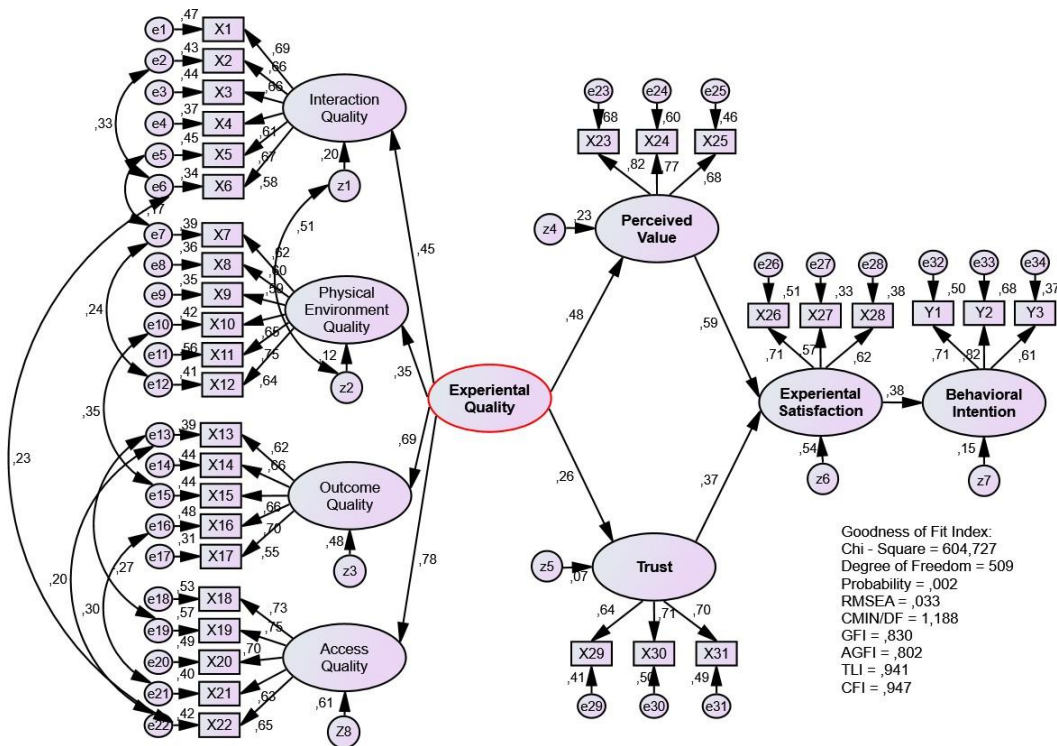 e1
,47
X1
e2
,43
X2
e3
,44
X3
e4
,37
X4
e5
,45
X5
e6
,34
X6
,69
,66
,66
,61
,67
,58
Interaction
Quality
,20
z1
,33
,17
e7
,39
X7
e8
,36
X8
e9
,35
X9
e10
,42
X10
e11
,56
X11
e12
,41
X12
,62
,60
,59
,65
,75
,64
Physical
Environment
Quality
,12
z2
,51
,24
,35
,23
e13
,39
X13
e14
,44
X14
e15
,44
X15
e16
,48
X16
e17
,31
X17
,62
,66
,66
,70
,55
Outcome
Quality
,48
z3
,20
,27
,30
e18
,53
X18
e19
,57
X19
e20
,49
X20
e21
,40
X21
e22
,42
X22
,73
,75
,70
,63
,65
Access
Quality
,61
Z8
,45
,35
,69
,78
Experiental
Quality
,48
,26
e23
e24
e25
,68
,60
,46
X23
X24
X25
,82
,77
,68
z4
,23
Perceived
Value
,59
z5
,07
Trust
,37
,64
,71
,70
X29
X30
X31
,41
,50
,49
e29
e30
e31
e26
e27
e28
,51
,33
,38
X26
X27
X28
,71
,57
,62
Experiental
Satisfaction
,54
z6
,38
e32
e33
e34
,50
,68
,37
Y1
Y2
Y3
,71
,82
,61
Behavioral
Intention
,15
z7
Goodness of Fit Index:
Chi - Square = 604,727
Degree of Freedom = 509
Probability = ,002
RMSEA = ,033
CMIN/DF = 1,188
GFI = ,830
AGFI = ,802
TLI = ,941
CFI = ,947